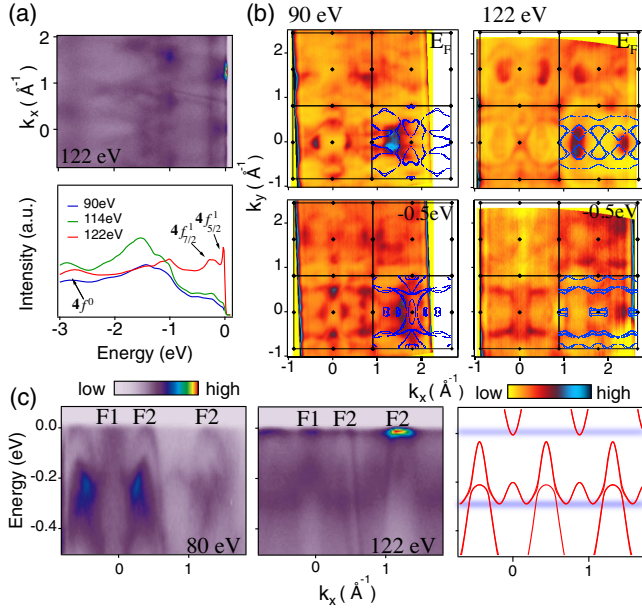 (a)
2
1
0
-1
k_x (Å^-1)
122 eV
Intensity (a.u.)
90eV
114eV
122eV
4f^1_7/2
4f^1_5/2
4f^0
-3
-2
-1
0
Energy (eV)
(b)
90 eV
122 eV
E_F
E_F
2
1
0
-1
-0.5eV
-0.5eV
2
1
0
-1
k_y (Å^-1)
0
1
2
0
1
2
k_x (Å^-1)
low
high
low
high
(c)
F1
F2
F2
F1
F2
F2
0.0
-0.2
-0.4
Energy (eV)
80 eV
122 eV
0
1
0
1
0
1
k_x (Å^-1)